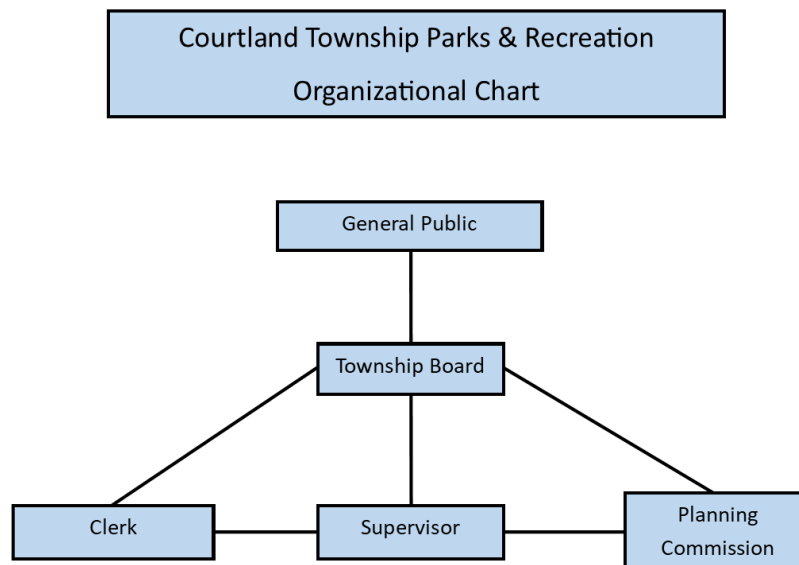 Courtland Township Parks & Recreation
Organizational Chart
General Public
Township Board
Clerk
Supervisor
Planning
Commission